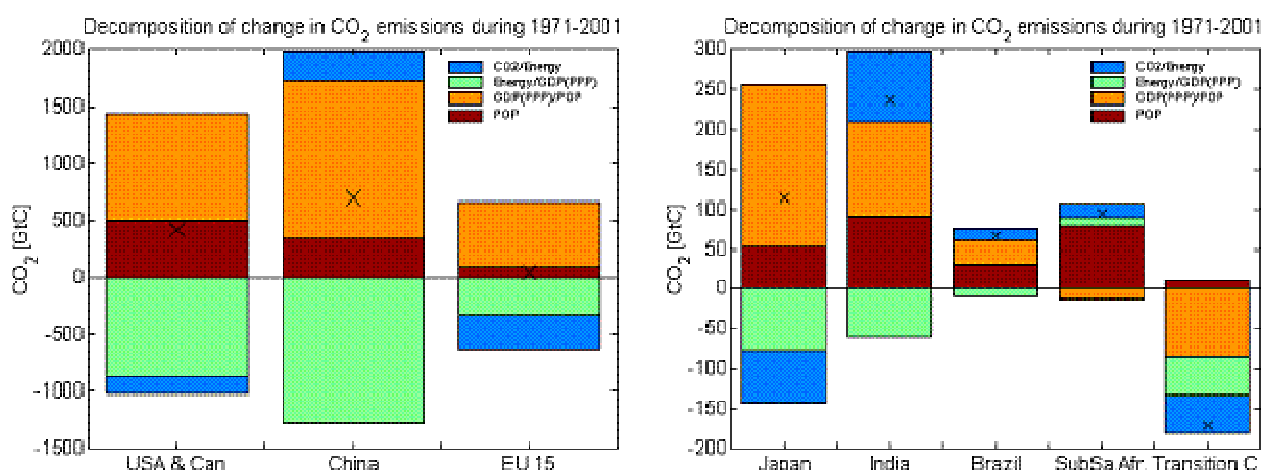 Decomposition of change in CO2 emissions during 1971-2001
2000
1500
1000
500
0
-500
-1000
-1500
CO2 [GtC]
CO2/Energy
Energy/GDP(PPP)
GDP(PPP)/POP
POP
USA & Can
China
EU 15
Decomposition of change in CO2 emissions during 1971-2001
300
250
200
150
100
50
0
-50
-100
-150
-200
CO2 [GtC]
CO2/Energy
Energy/GDP(PPP)
GDP(PPP)/POP
POP
Japan
India
Brazil
SubSa Afr.
Transition C